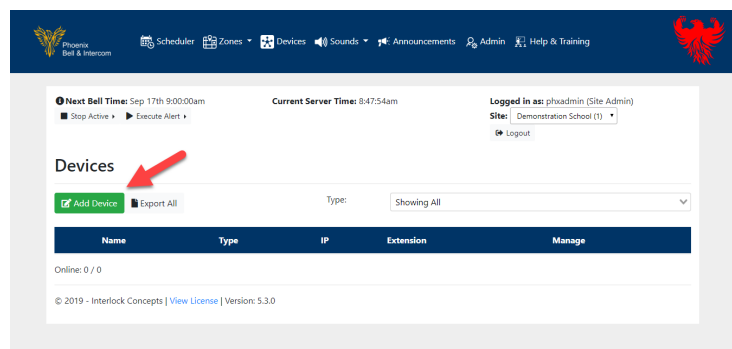 Phoenix
Bell & Intercom
Scheduler Zones Devices Sounds Announcements Admin Help & Training
Next Bell Time: Sep 17th 9:00:00am Current Server Time: 8:47:54am Logged in as: phxadmin (Site Admin)
Stop Active Execute Alert Site: Demonstration School (1)
Logout
Devices
Add Device Export All Type: Showing All
Name Type IP Extension Manage
Online: 0 / 0
© 2019 - Interlock Concepts | View License | Version: 5.3.0